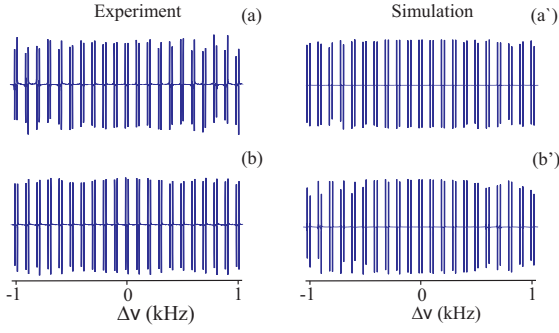 Experiment
Simulation
(a)
(a`)
(b)
(b')
-1 0 1
-1 0 1
Δν (kHz)
Δν (kHz)